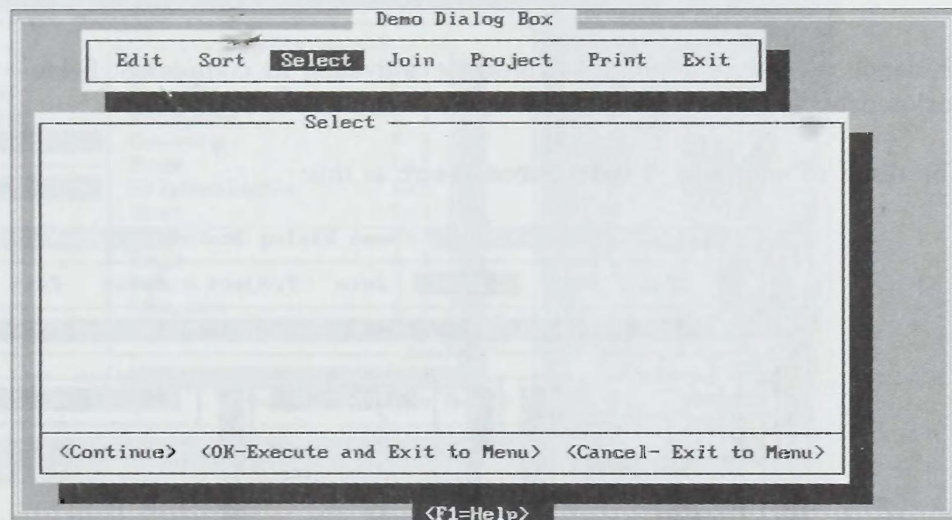 Demo Dialog Box
Edit Sort Select Join Project Print Exit
Select
<Continue> <OK-Execute and Exit to Menu> <Cancel- Exit to Menu>
<F1=Help>